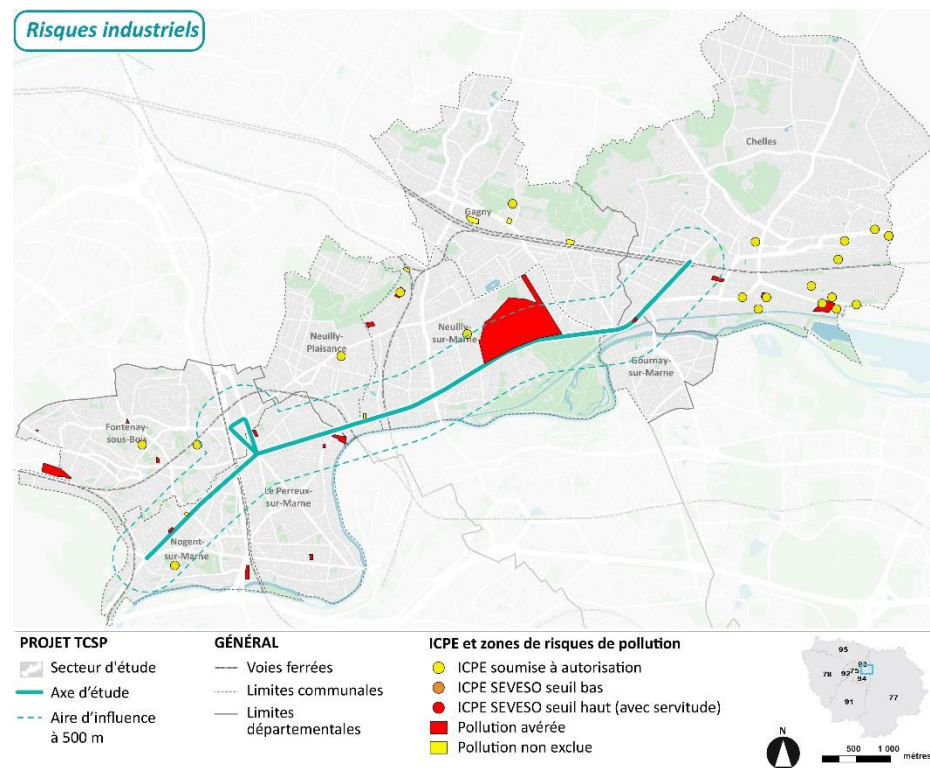 Risques industriels
Chelles
Gagny
Neuilly-
sur-Marne
Neuilly-
Plaisance
Gournay-
sur-Marne
Fontenay-
sous-Bois
Le Perreux-
sur-Marne
Nogent-
sur-Marne
PROJET TCSP
Secteur d'étude
Axe d'étude
Aire d'influence
à 500 m
GÉNÉRAL
Voies ferrées
Limites communales
Limites
départementales
ICPE et zones de risques de pollution
ICPE soumise à autorisation
ICPE SEVESO seuil bas
ICPE SEVESO seuil haut (avec servitude)
Pollution avérée
Pollution non exclue
95
93
78
92
75
94
77
91
N
500 1 000
mètres